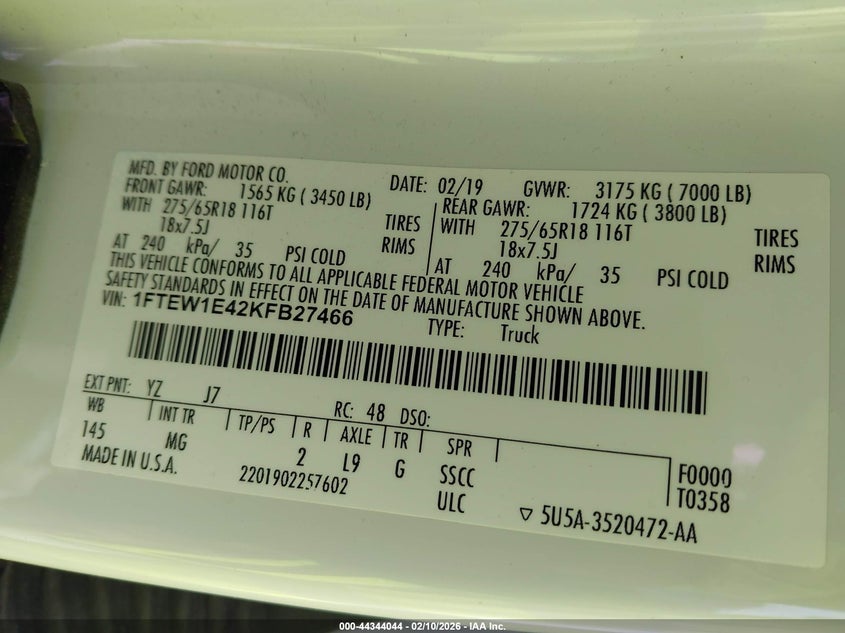 MFD. BY FORD MOTOR CO.
DATE: 02/19 GVWR: 3175 KG ( 7000 LB)
FRONT GAWR: 1565 KG ( 3450 LB)
REAR GAWR: 1724 KG ( 3800 LB)
WITH 275/65R18 116T TIRES
WITH 275/65R18 116T TIRES
18x7.5J RIMS
18x7.5J RIMS
AT 240 kPa/ 35 PSI COLD
AT 240 kPa/ 35 PSI COLD
THIS VEHICLE CONFORMS TO ALL APPLICABLE FEDERAL MOTOR VEHICLE
SAFETY STANDARDS IN EFFECT ON THE DATE OF MANUFACTURE SHOWN ABOVE.
VIN: 1FTEW1E42KFB27466
TYPE: Truck
EXT PNT: YZ J7 RC: 48 DSO:
WB INT TR TP/PS R AXLE TR SPR
145 MG 2 L9 G SSCC F0000
ULC T0358
MADE IN U.S.A. 2201902257602
▽ 5U5A-3520472-AA
000-44344044 - 02/10/2026 - IAA Inc.